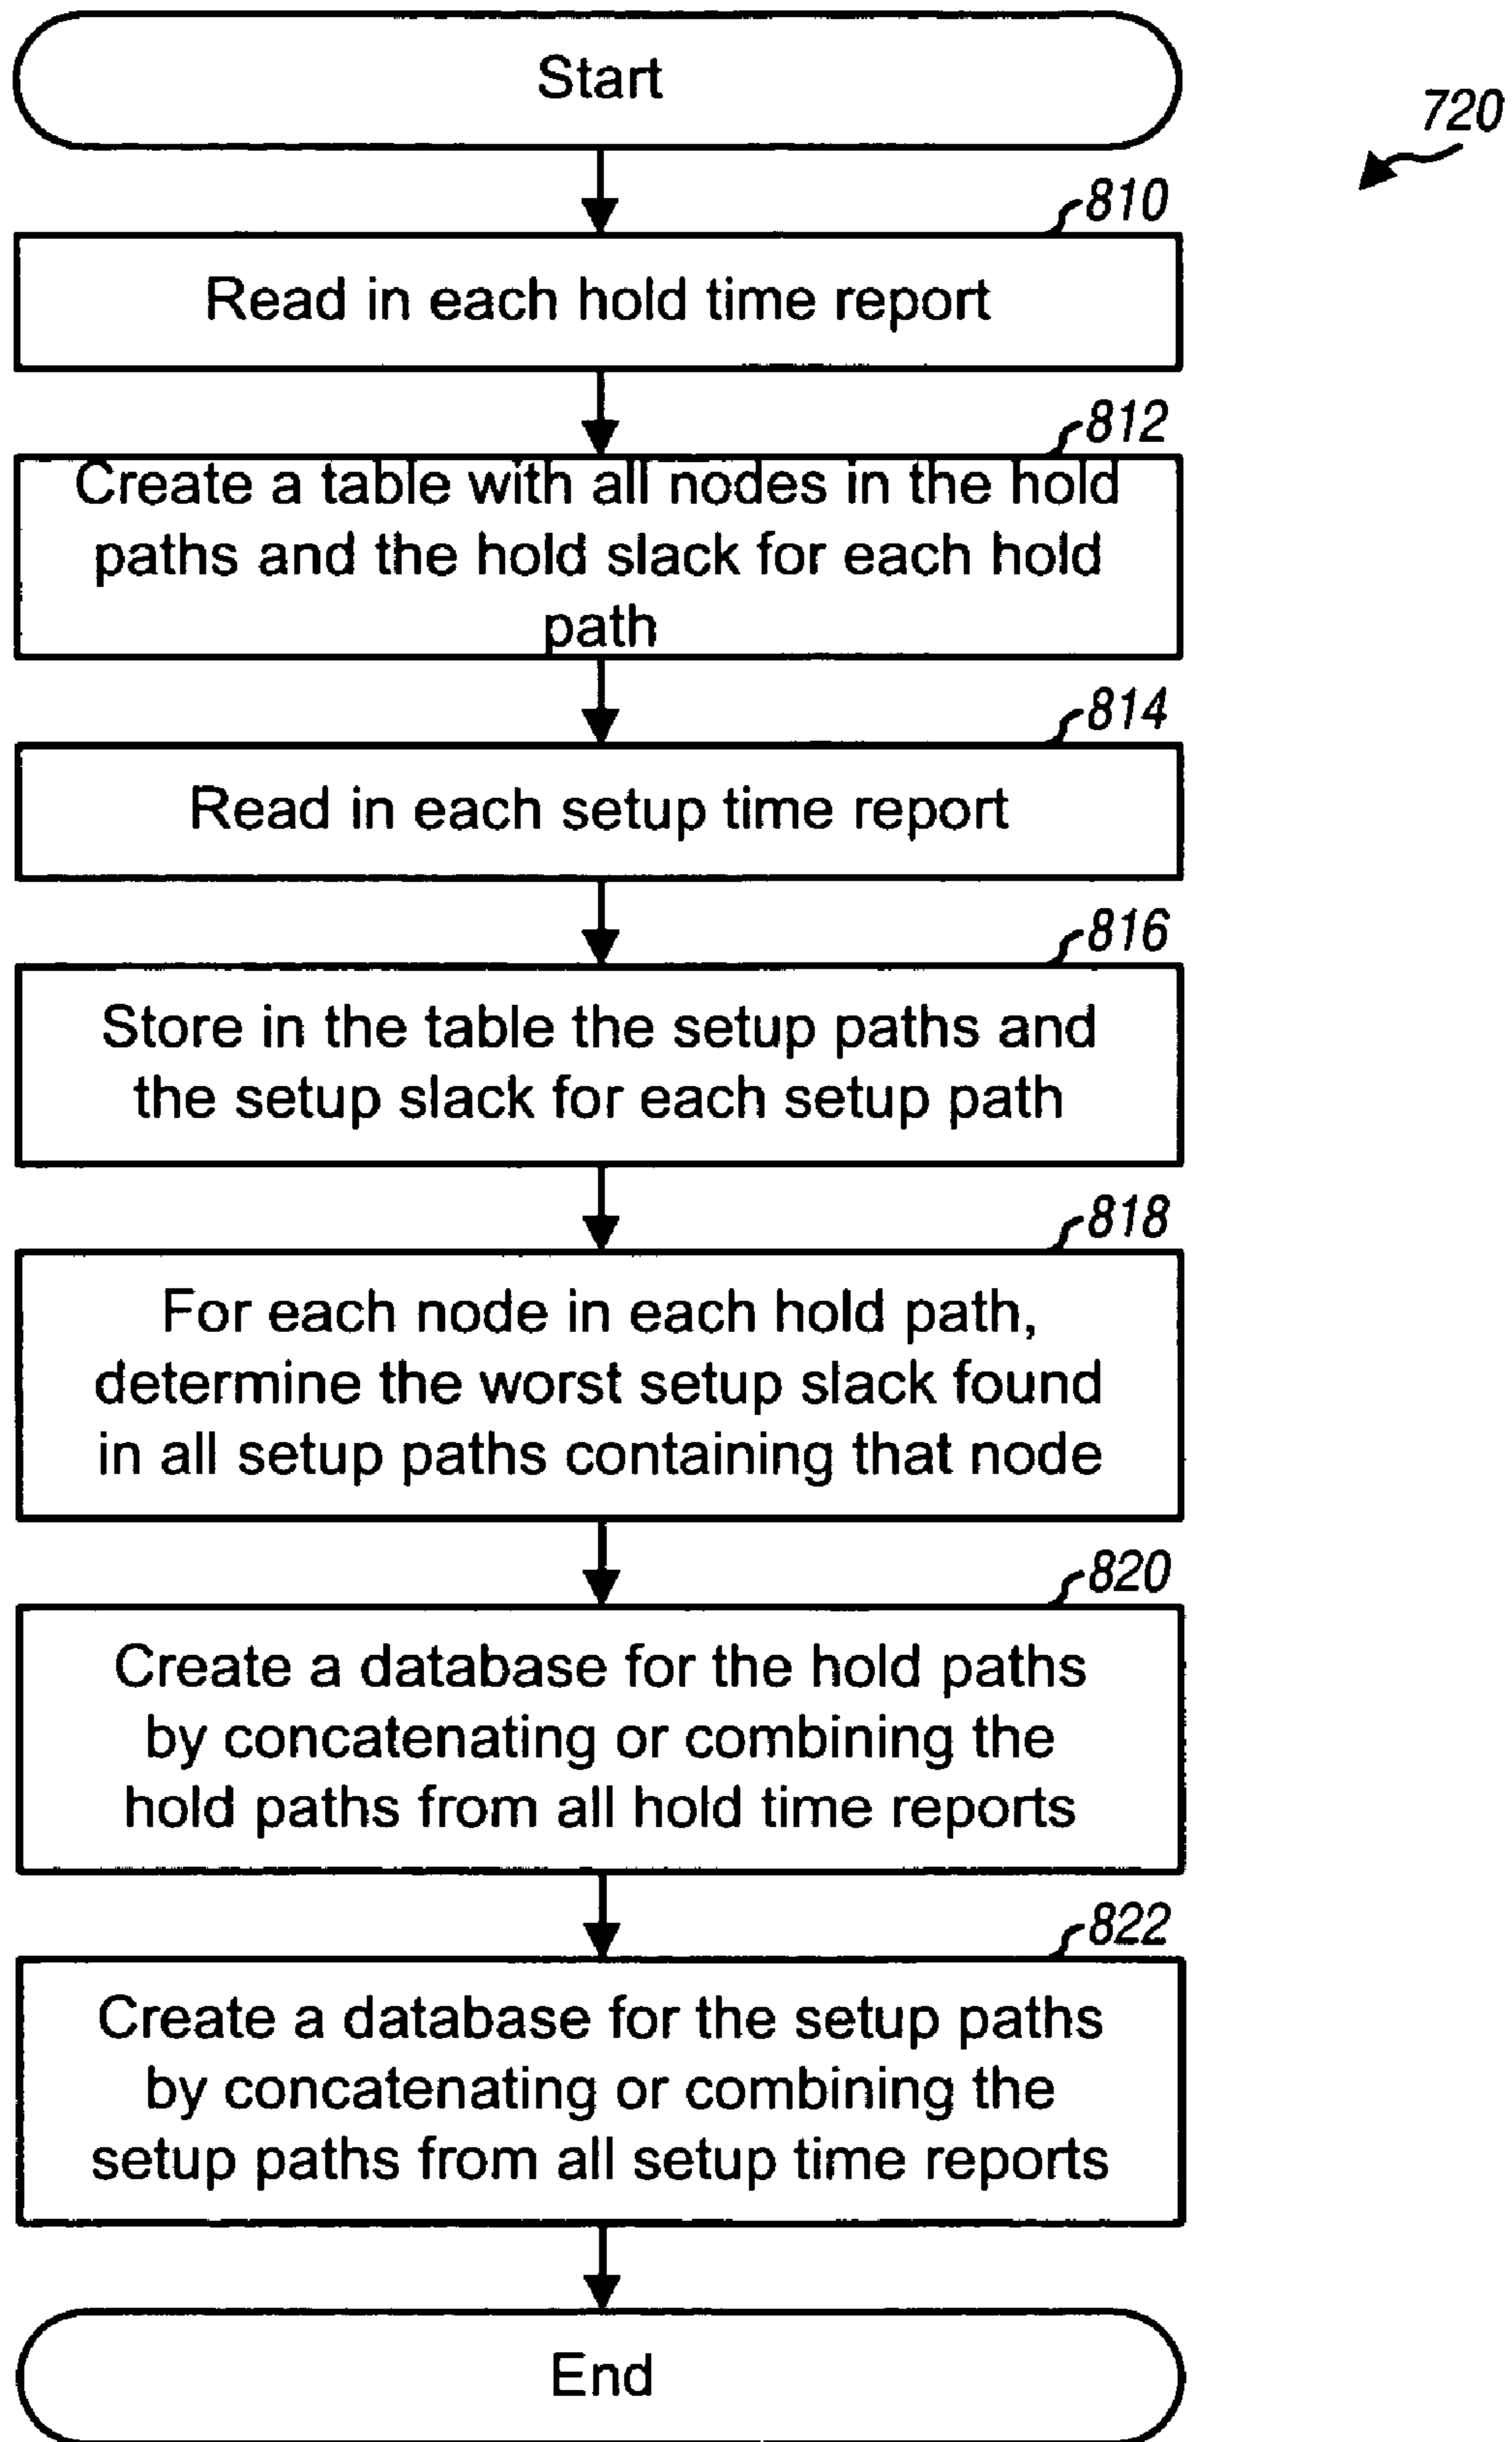 Start
720
810
Read in each hold time report
812
Create a table with all nodes in the hold
paths and the hold slack for each hold
path
814
Read in each setup time report
816
Store in the table the setup paths and
the setup slack for each setup path
818
For each node in each hold path,
determine the worst setup slack found
in all setup paths containing that node
820
Create a database for the hold paths
by concatenating or combining the
hold paths from all hold time reports
822
Create a database for the setup paths
by concatenating or combining the
setup paths from all setup time reports
End